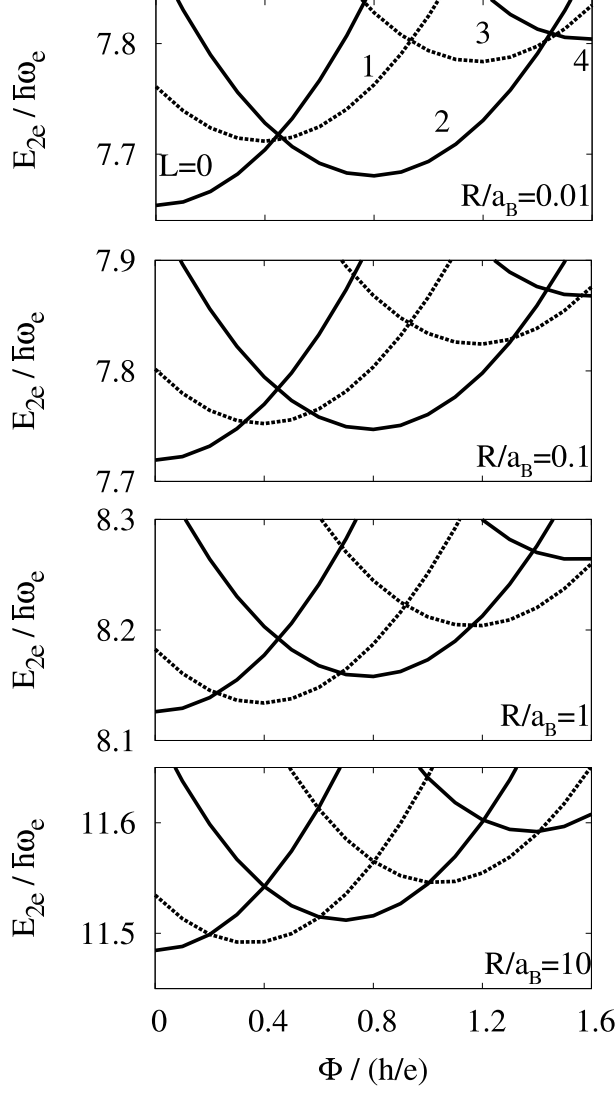 7.8
7.7
E2e / ħωe
L=0
1
2
3
4
R/aB=0.01
7.9
7.8
7.7
E2e / ħωe
R/aB=0.1
8.3
8.2
8.1
E2e / ħωe
R/aB=1
11.6
11.5
E2e / ħωe
R/aB=10
0 0.4 0.8 1.2 1.6
Φ / (h/e)